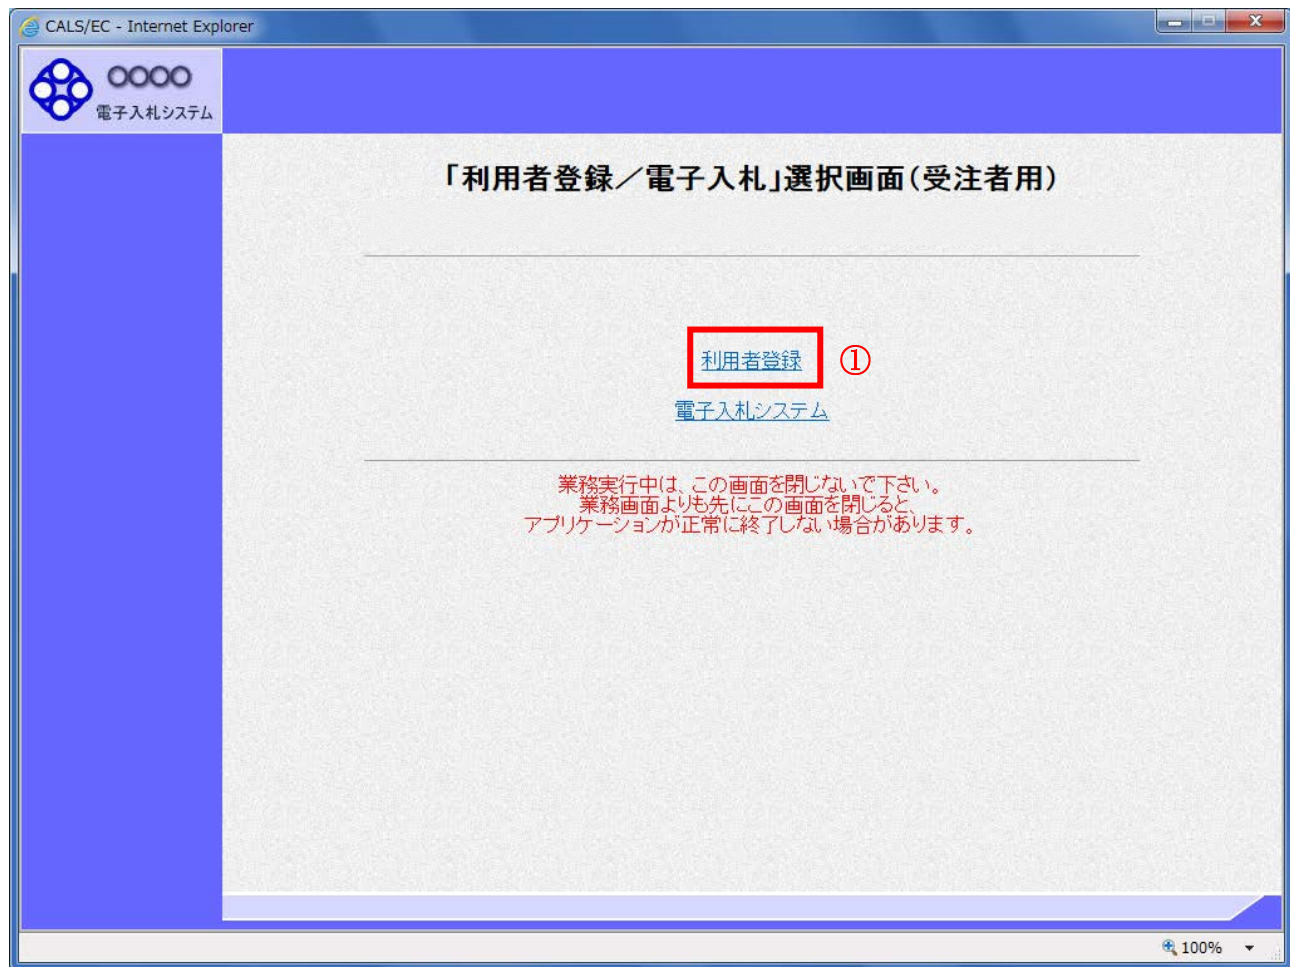 CALS/EC - Internet Explorer
○○○○
電子入札システム
「利用者登録／電子入札」選択画面（受注者用）
利用者登録 ①
電子入札システム
業務実行中は、この画面を閉じないで下さい。
業務画面よりも先にこの画面を閉じると、
アプリケーションが正常に終了しない場合があります。
100%